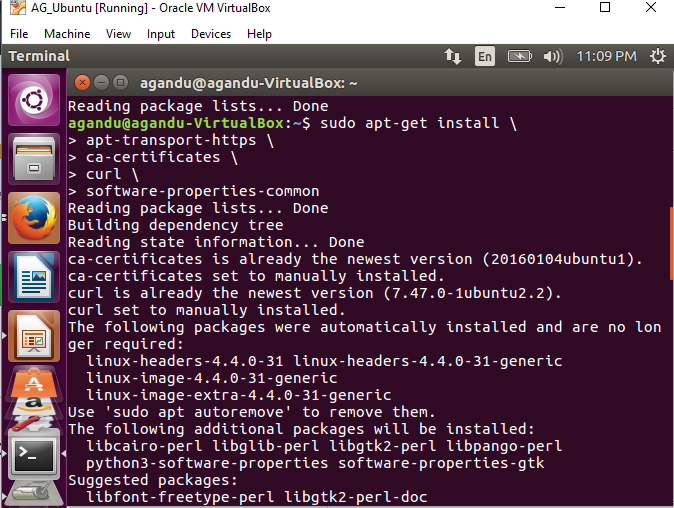 AG_Ubuntu [Running] - Oracle VM VirtualBox
File Machine View Input Devices Help
Terminal En 11:09 PM
agandu@agandu-VirtualBox: ~
Reading package lists... Done
agandu@agandu-VirtualBox:~$ sudo apt-get install \
> apt-transport-https \
> ca-certificates \
> curl \
> software-properties-common
Reading package lists... Done
Building dependency tree
Reading state information... Done
ca-certificates is already the newest version (20160104ubuntu1).
ca-certificates set to manually installed.
curl is already the newest version (7.47.0-1ubuntu2.2).
curl set to manually installed.
The following packages were automatically installed and are no lon
ger required:
linux-headers-4.4.0-31 linux-headers-4.4.0-31-generic
linux-image-4.4.0-31-generic
linux-image-extra-4.4.0-31-generic
Use 'sudo apt autoremove' to remove them.
The following additional packages will be installed:
libcairo-perl libglib-perl libgtk2-perl libpango-perl
python3-software-properties software-properties-gtk
Suggested packages:
libfont-freetype-perl libgtk2-perl-doc